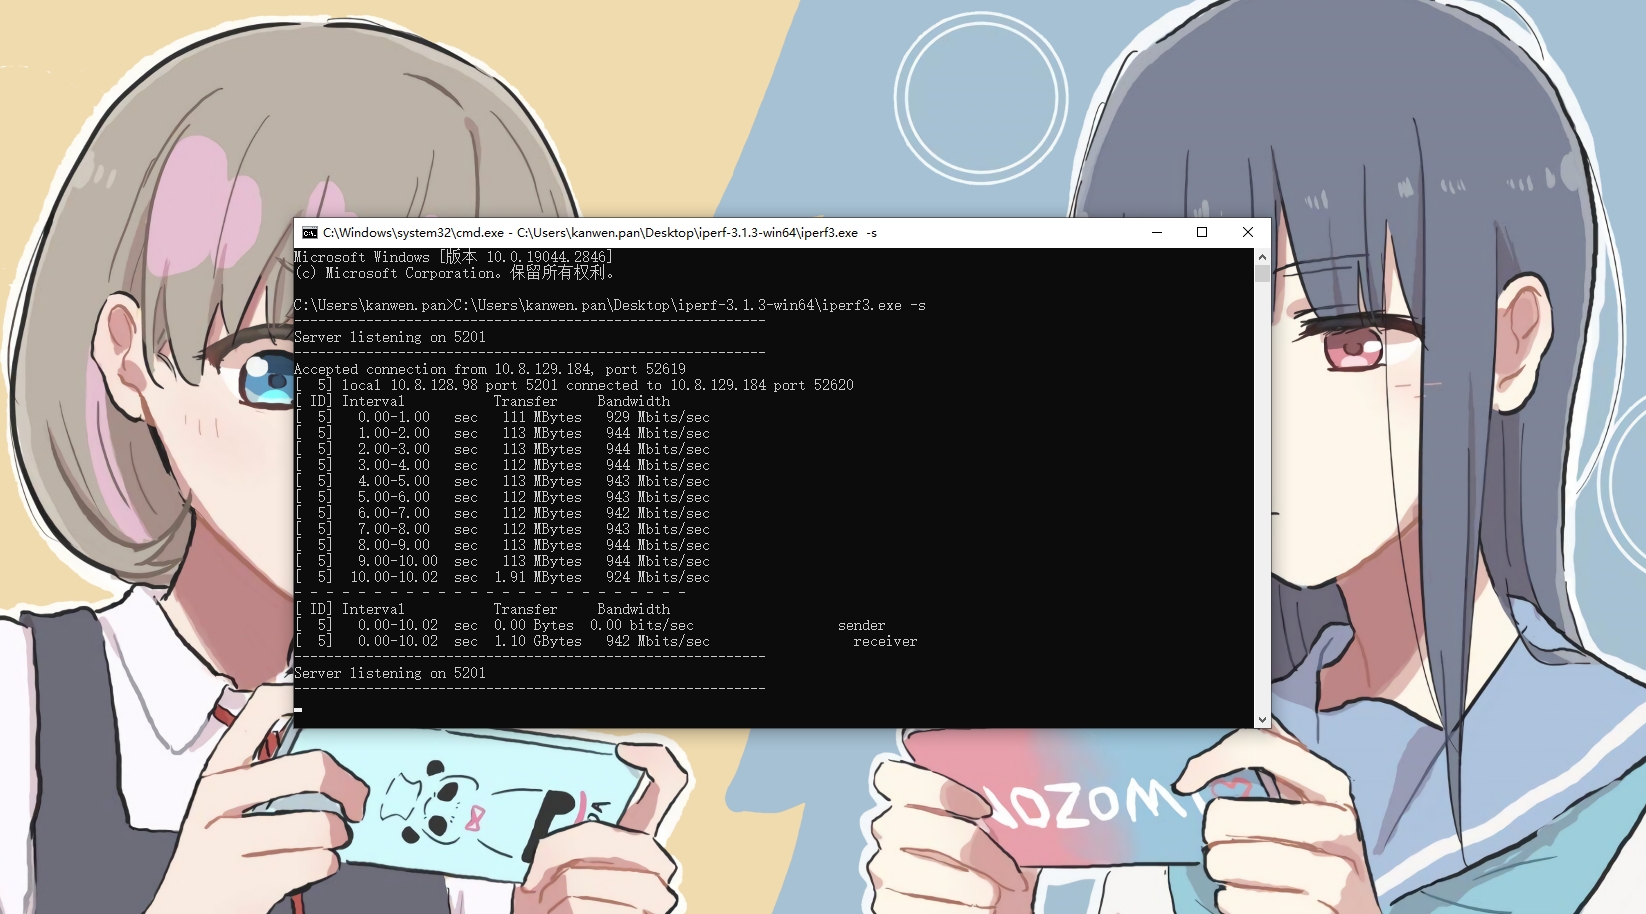 C:\Windows\system32\cmd.exe - C:\Users\kanwen.pan\Desktop\iperf-3.1.3-win64\iperf3.exe  -s
Microsoft Windows [版本 10.0.19044.2846]
(c) Microsoft Corporation。保留所有权利。
C:\Users\kanwen.pan>C:\Users\kanwen.pan\Desktop\iperf-3.1.3-win64\iperf3.exe -s
-----------------------------------------------------------
Server listening on 5201
-----------------------------------------------------------
Accepted connection from 10.8.129.184, port 52619
[  5] local 10.8.128.98 port 5201 connected to 10.8.129.184 port 52620
[ ID] Interval           Transfer     Bandwidth
[  5]   0.00-1.00   sec   111 MBytes   929 Mbits/sec
[  5]   1.00-2.00   sec   113 MBytes   944 Mbits/sec
[  5]   2.00-3.00   sec   113 MBytes   944 Mbits/sec
[  5]   3.00-4.00   sec   112 MBytes   944 Mbits/sec
[  5]   4.00-5.00   sec   113 MBytes   943 Mbits/sec
[  5]   5.00-6.00   sec   112 MBytes   943 Mbits/sec
[  5]   6.00-7.00   sec   112 MBytes   942 Mbits/sec
[  5]   7.00-8.00   sec   112 MBytes   943 Mbits/sec
[  5]   8.00-9.00   sec   113 MBytes   944 Mbits/sec
[  5]   9.00-10.00  sec   113 MBytes   944 Mbits/sec
[  5]  10.00-10.02  sec  1.91 MBytes   924 Mbits/sec
- - - - - - - - - - - - - - - - - - - - - - - - -
[ ID] Interval           Transfer     Bandwidth
[  5]   0.00-10.02  sec  0.00 Bytes  0.00 bits/sec                  sender
[  5]   0.00-10.02  sec  1.10 GBytes   942 Mbits/sec                  receiver
-----------------------------------------------------------
Server listening on 5201
-----------------------------------------------------------
NOZOMI